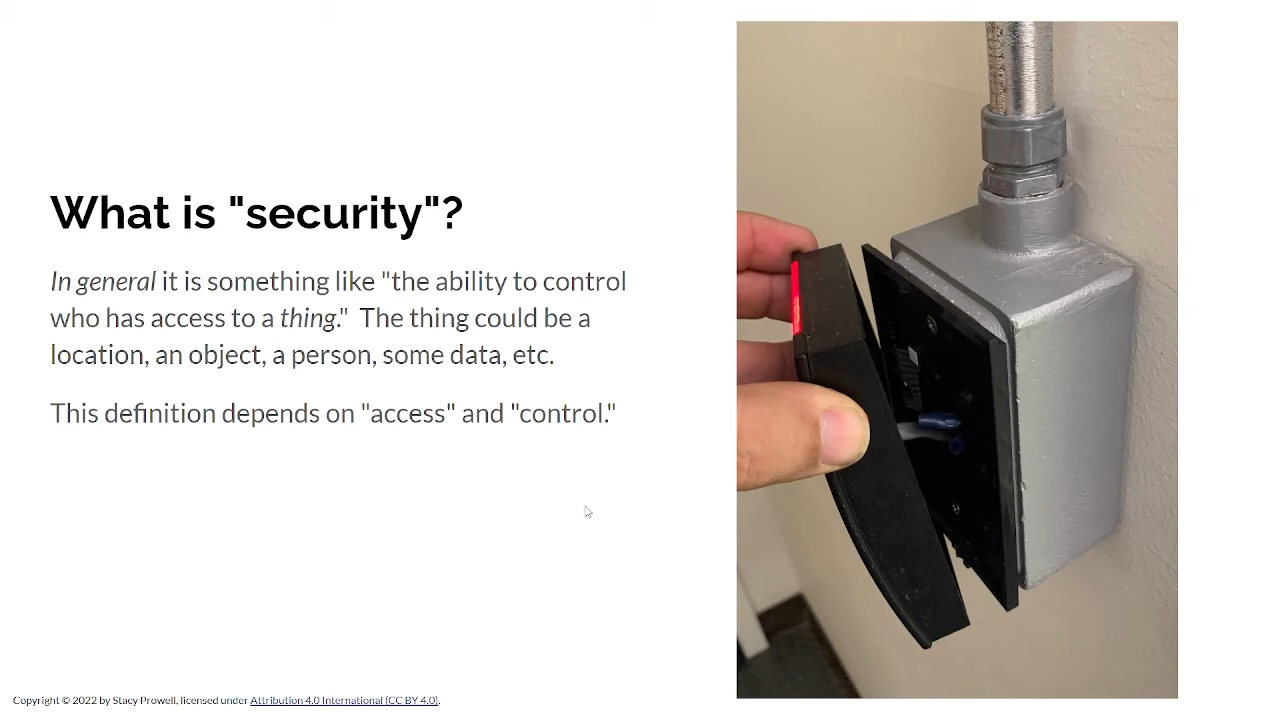 What is "security"?
In general it is something like "the ability to control
who has access to a thing."  The thing could be a
location, an object, a person, some data, etc.
This definition depends on "access" and "control."
Copyright © 2022 by Stacy Prowell, licensed under Attribution 4.0 International (CC BY 4.0).